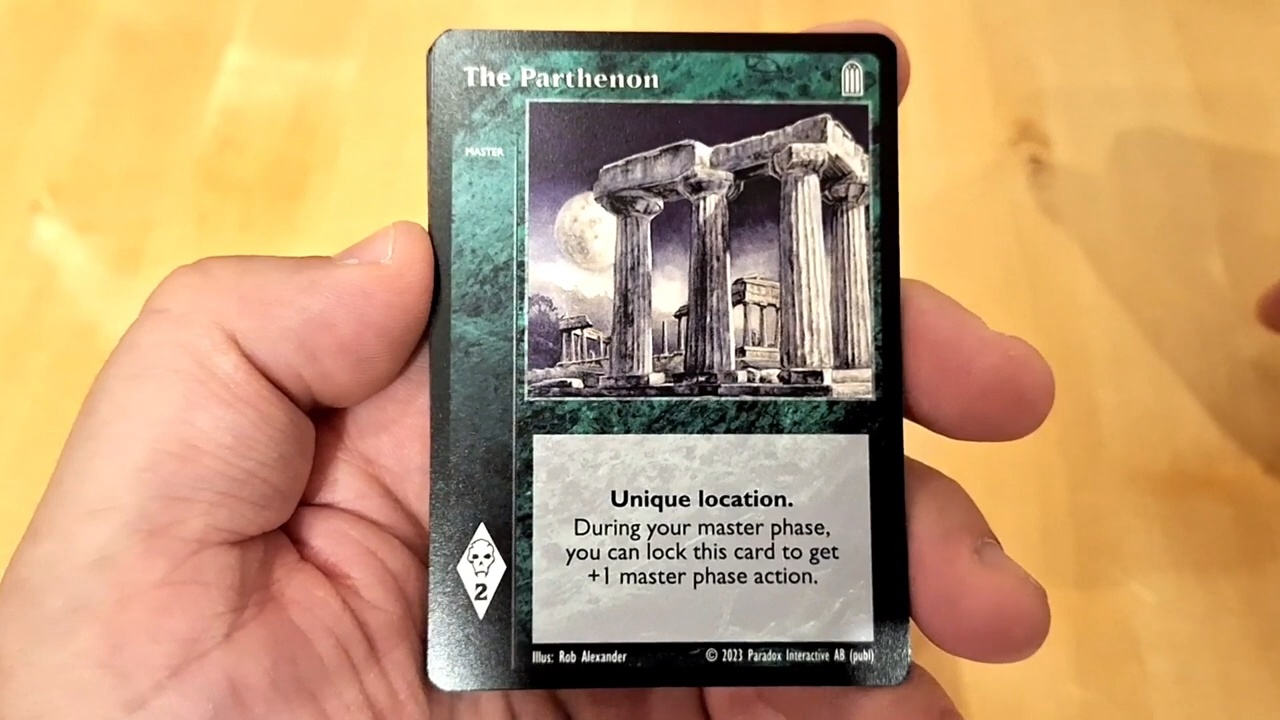 The Parthenon
MASTER
Unique location.
During your master phase,
you can lock this card to get
+1 master phase action.
2
Illus: Rob Alexander
© 2023 Paradox Interactive AB (publ)